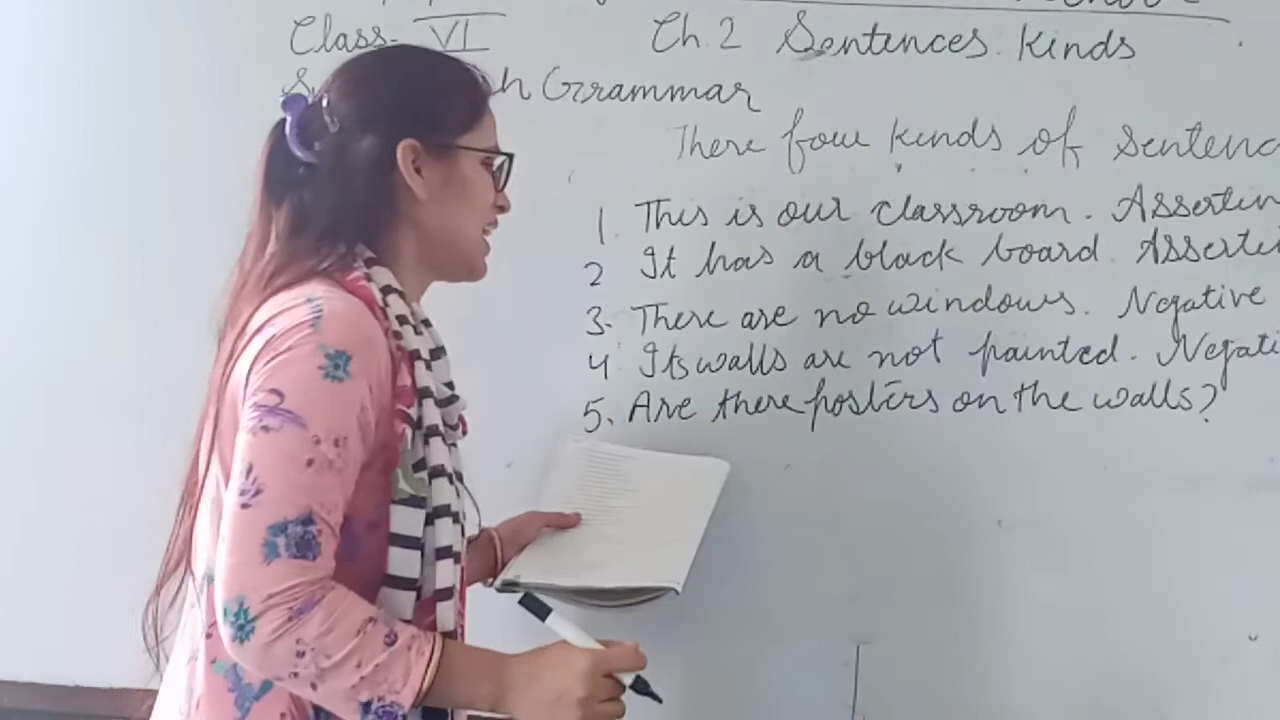 Class- VI Ch. 2 Sentences. Kinds
Grammar
There four kinds of Sentenc
1. This is our classroom. Assertin
2 It has a black board. Asserti
3. There are no windows. Negative
4. Its walls are not painted. Negati
5. Are there posters on the walls?